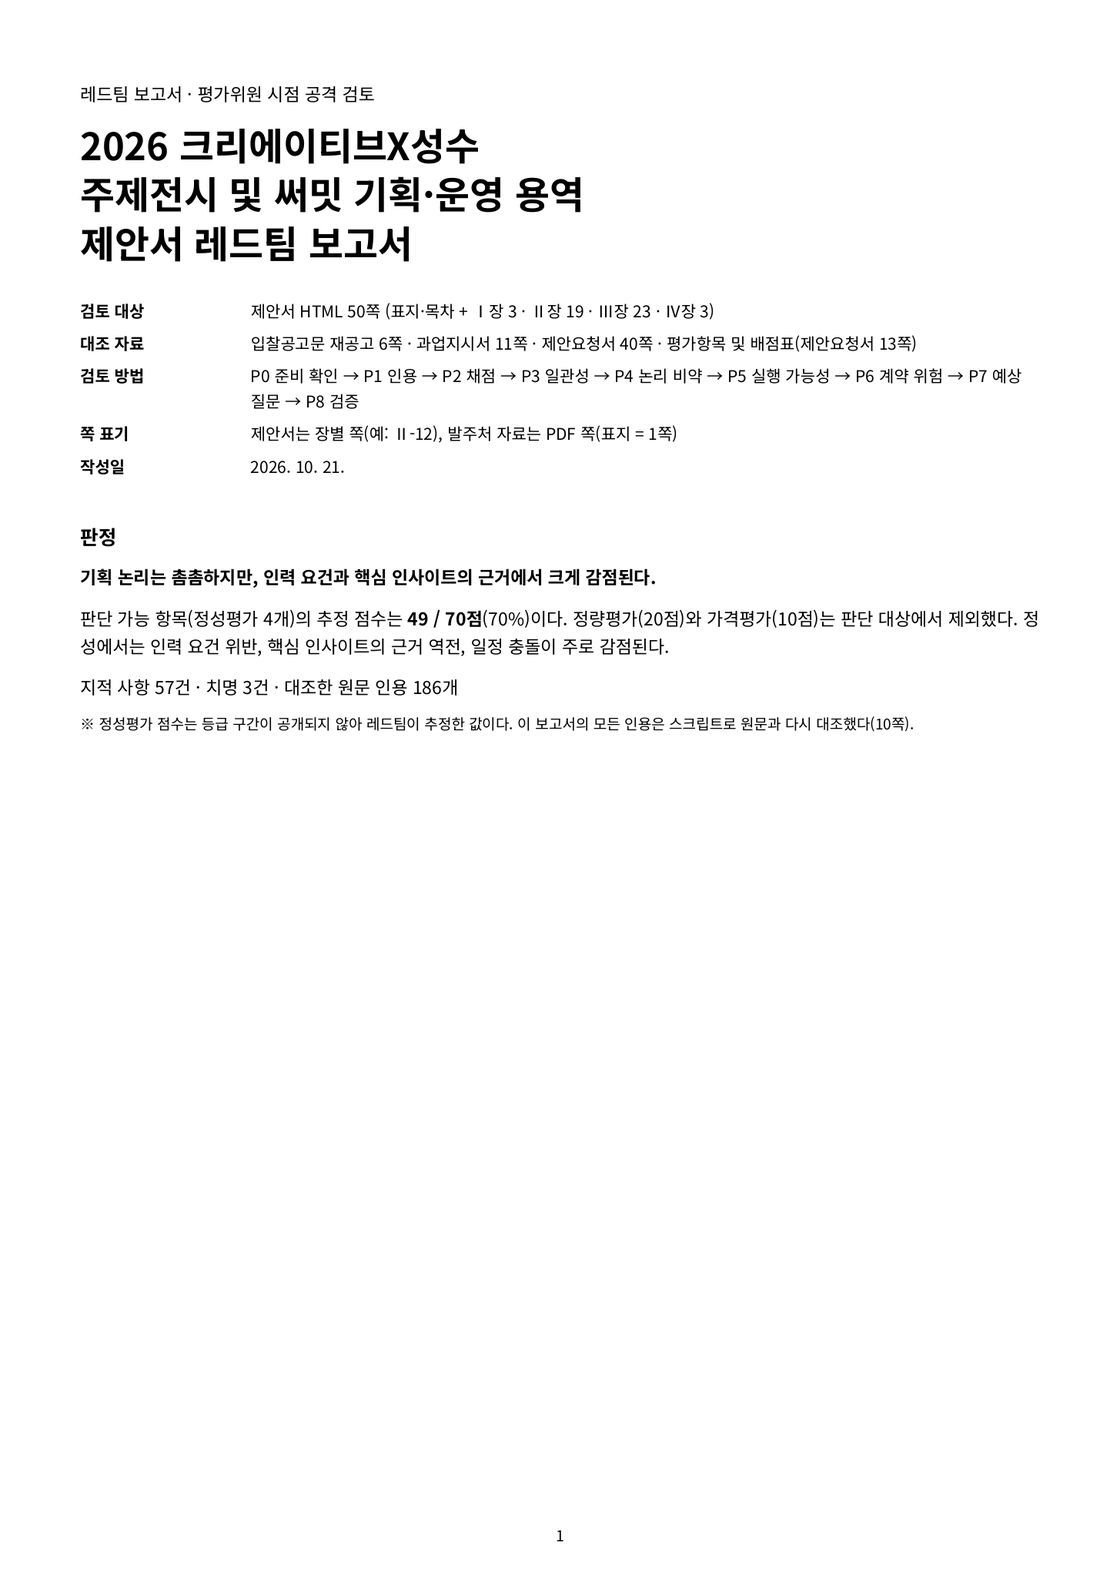 레드팀 보고서 · 평가위원 시점 공격 검토
2026 크리에이티브X성수
주제전시 및 써밋 기획·운영 용역
제안서 레드팀 보고서
검토 대상 제안서 HTML 50쪽 (표지·목차 + Ⅰ장 3 · Ⅱ장 19 · Ⅲ장 23 · Ⅳ장 3)
대조 자료 입찰공고문 재공고 6쪽 · 과업지시서 11쪽 · 제안요청서 40쪽 · 평가항목 및 배점표(제안요청서 13쪽)
검토 방법 P0 준비 확인 → P1 인용 → P2 채점 → P3 일관성 → P4 논리 비약 → P5 실행 가능성 → P6 계약 위험 → P7 예상
질문 → P8 검증
쪽 표기 제안서는 장별 쪽(예: Ⅱ-12), 발주처 자료는 PDF 쪽(표지 = 1쪽)
작성일 2026. 10. 21.
판정
기획 논리는 촘촘하지만, 인력 요건과 핵심 인사이트의 근거에서 크게 감점된다.
판단 가능 항목(정성평가 4개)의 추정 점수는 49 / 70점(70%)이다. 정량평가(20점)와 가격평가(10점)는 판단 대상에서 제외했다. 정
성에서는 인력 요건 위반, 핵심 인사이트의 근거 역전, 일정 충돌이 주로 감점된다.
지적 사항 57건 · 치명 3건 · 대조한 원문 인용 186개
※ 정성평가 점수는 등급 구간이 공개되지 않아 레드팀이 추정한 값이다. 이 보고서의 모든 인용은 스크립트로 원문과 다시 대조했다(10쪽).
1